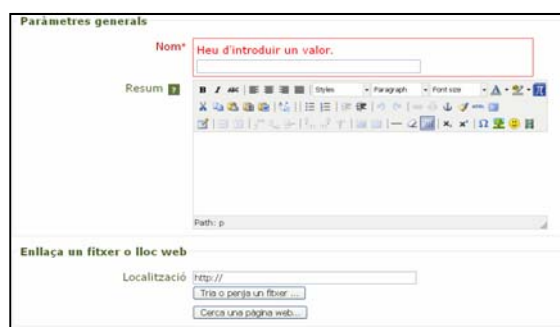 Paràmetres generals
Nom* Heu d'introduir un valor.
Resum ? B I ABC Styles Paragraph Font size
Path: p
Enllaça un fitxer o lloc web
Localització http://
Tria o penja un fitxer ...
Cerca una pàgina web...